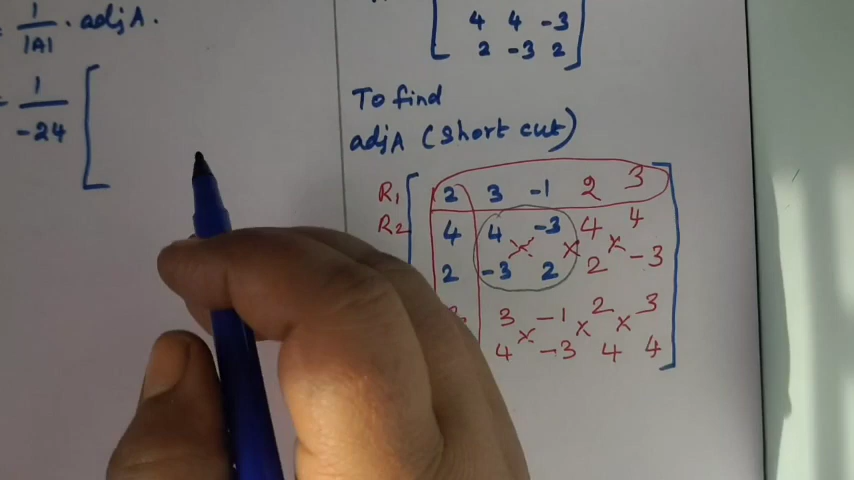 1/|A| . adjA.
= 1/-24 [
4 4 -3
2 -3 2
To find
adjA (short cut)
R1 2 3 -1 2 3
R2 4 4 -3 4 4
2 -3 2 2 -3
3 -1 2 3
4 -3 4 4